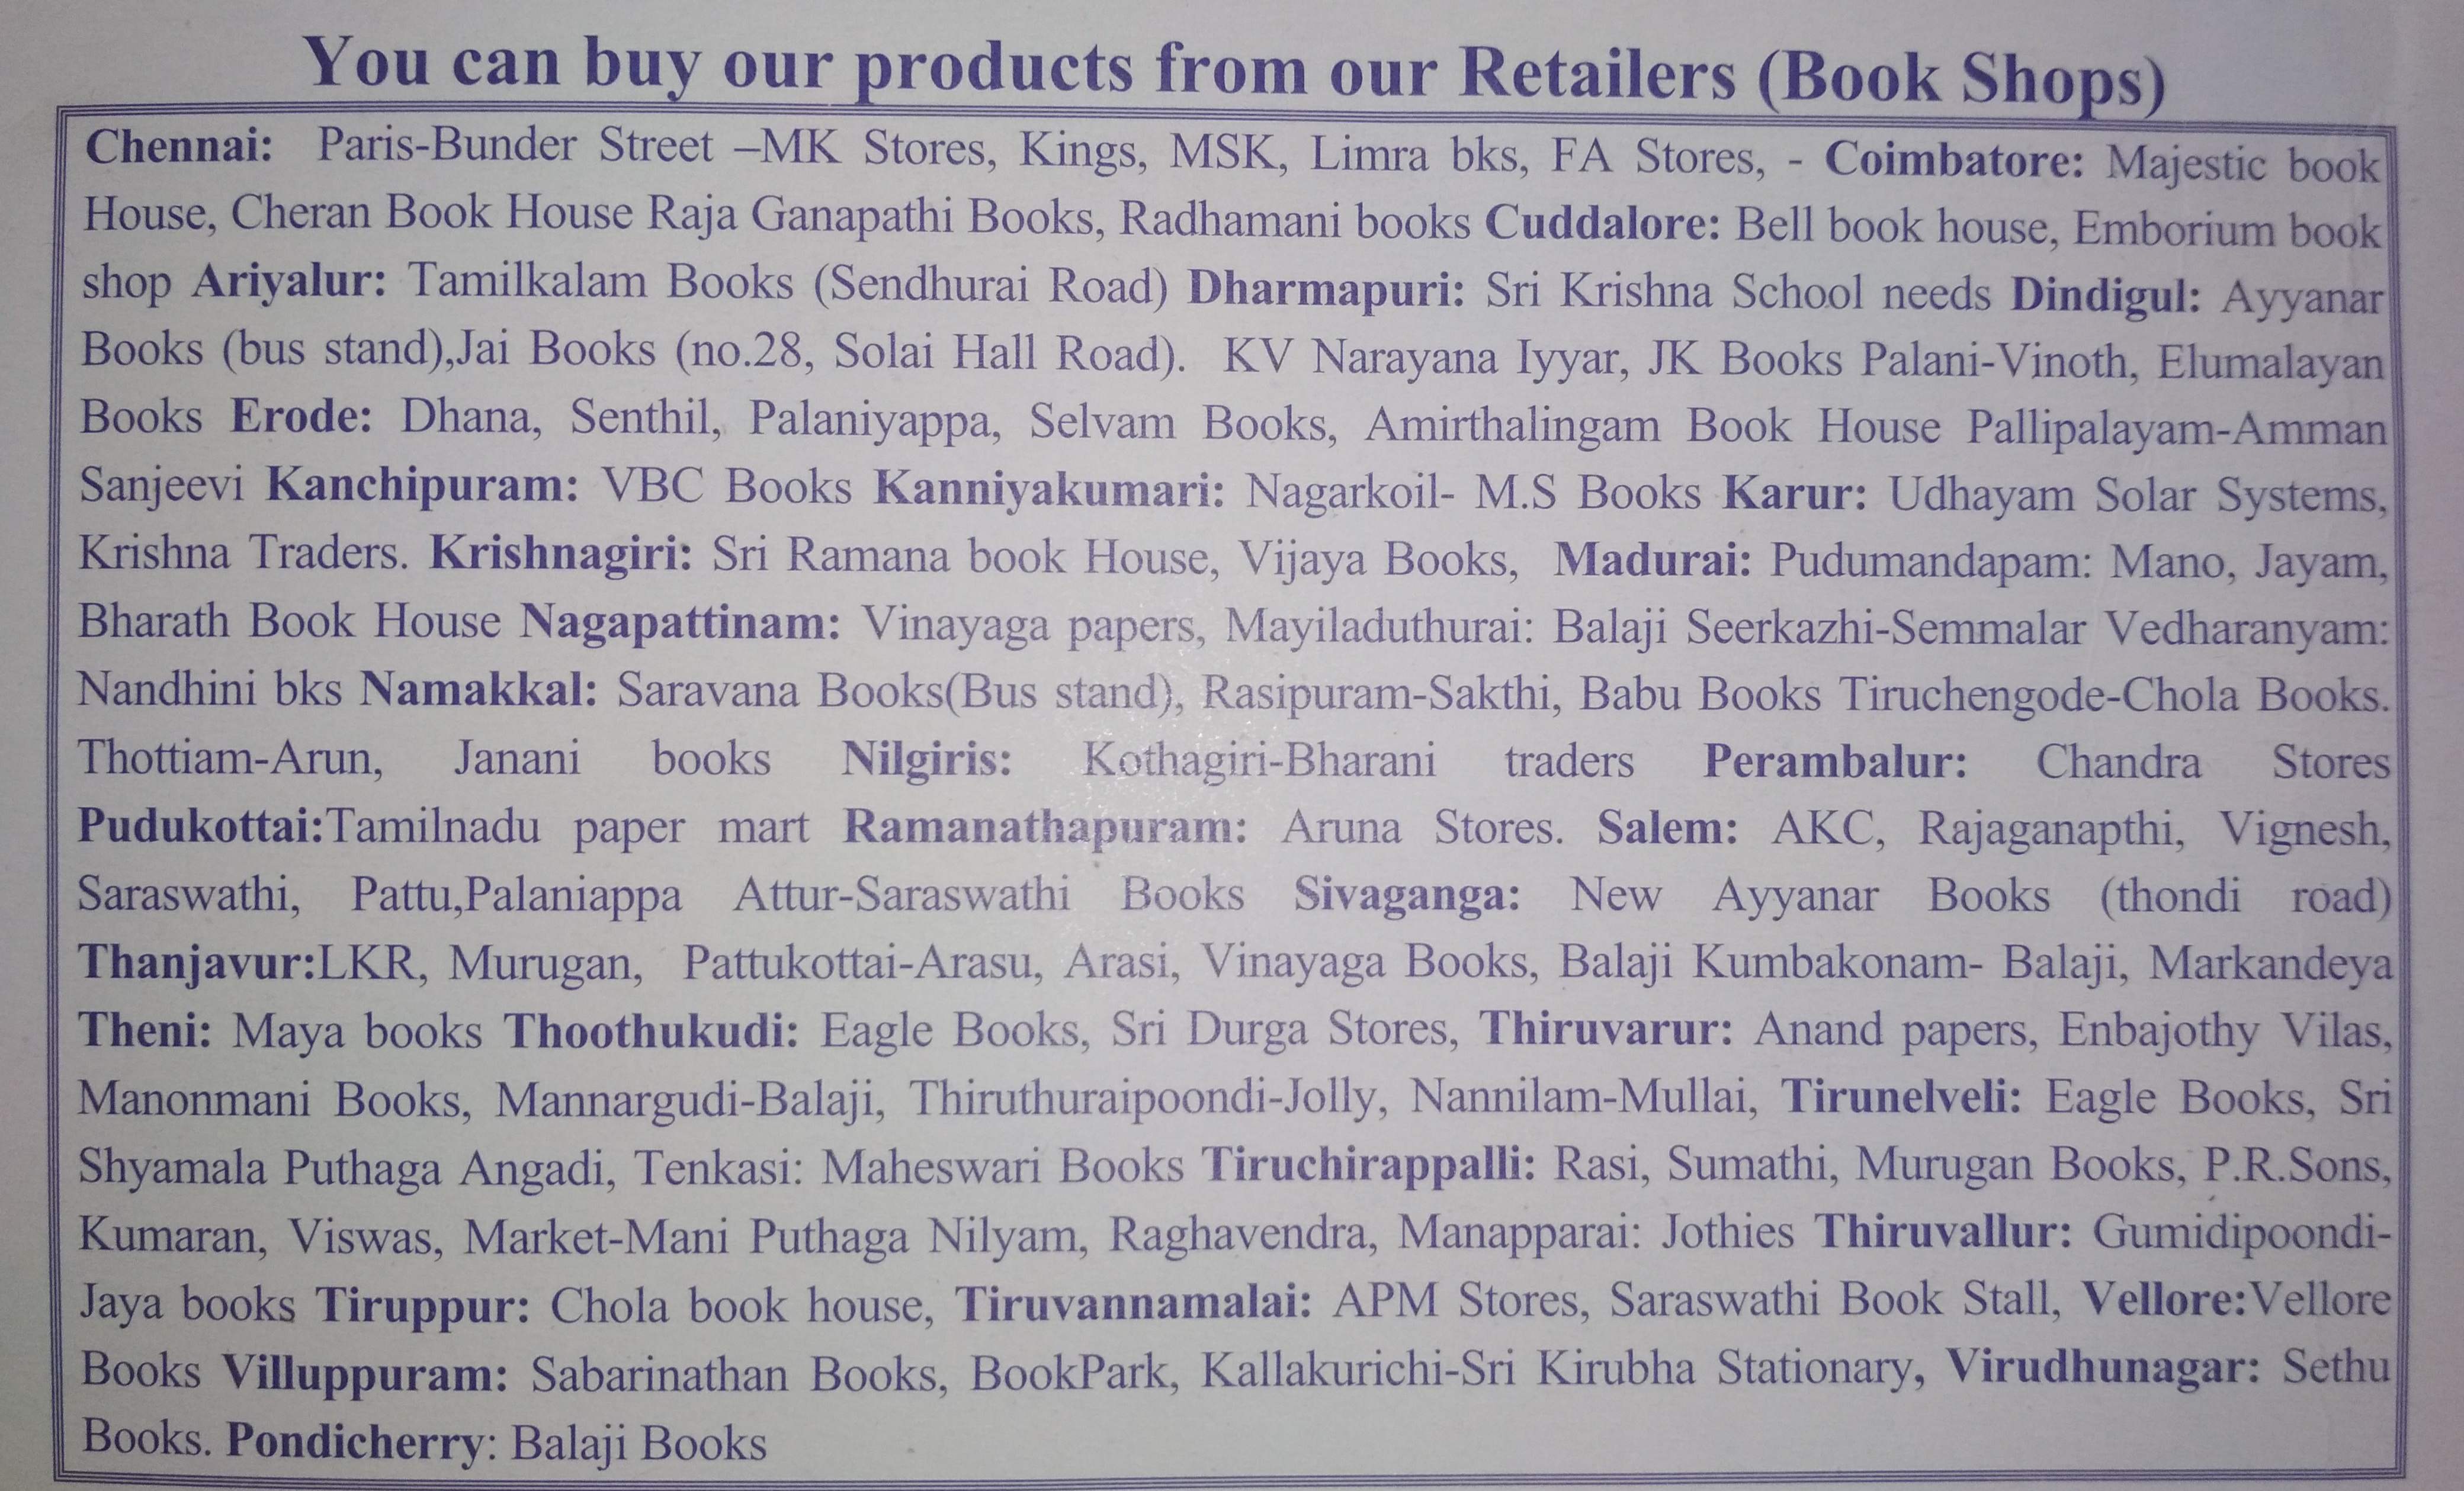 You can buy our products from our Retailers (Book Shops)
Chennai: Paris-Bunder Street –MK Stores, Kings, MSK, Limra bks, FA Stores, - Coimbatore: Majestic book
House, Cheran Book House Raja Ganapathi Books, Radhamani books Cuddalore: Bell book house, Emborium book
shop Ariyalur: Tamilkalam Books (Sendhurai Road) Dharmapuri: Sri Krishna School needs Dindigul: Ayyanar
Books (bus stand),Jai Books (no.28, Solai Hall Road). KV Narayana Iyyar, JK Books Palani-Vinoth, Elumalayan
Books Erode: Dhana, Senthil, Palaniyappa, Selvam Books, Amirthalingam Book House Pallipalayam-Amman
Sanjeevi Kanchipuram: VBC Books Kanniyakumari: Nagarkoil- M.S Books Karur: Udhayam Solar Systems,
Krishna Traders. Krishnagiri: Sri Ramana book House, Vijaya Books, Madurai: Pudumandapam: Mano, Jayam,
Bharath Book House Nagapattinam: Vinayaga papers, Mayiladuthurai: Balaji Seerkazhi-Semmalar Vedharanyam:
Nandhini bks Namakkal: Saravana Books(Bus stand), Rasipuram-Sakthi, Babu Books Tiruchengode-Chola Books.
Thottiam-Arun, Janani books Nilgiris: Kothagiri-Bharani traders Perambalur: Chandra Stores
Pudukottai:Tamilnadu paper mart Ramanathapuram: Aruna Stores. Salem: AKC, Rajaganapthi, Vignesh,
Saraswathi, Pattu,Palaniappa Attur-Saraswathi Books Sivaganga: New Ayyanar Books (thondi road)
Thanjavur:LKR, Murugan, Pattukottai-Arasu, Arasi, Vinayaga Books, Balaji Kumbakonam- Balaji, Markandeya
Theni: Maya books Thoothukudi: Eagle Books, Sri Durga Stores, Thiruvarur: Anand papers, Enbajothy Vilas,
Manonmani Books, Mannargudi-Balaji, Thiruthuraipoondi-Jolly, Nannilam-Mullai, Tirunelveli: Eagle Books, Sri
Shyamala Puthaga Angadi, Tenkasi: Maheswari Books Tiruchirappalli: Rasi, Sumathi, Murugan Books, P.R.Sons,
Kumaran, Viswas, Market-Mani Puthaga Nilyam, Raghavendra, Manapparai: Jothies Thiruvallur: Gumidipoondi-
Jaya books Tiruppur: Chola book house, Tiruvannamalai: APM Stores, Saraswathi Book Stall, Vellore:Vellore
Books Villuppuram: Sabarinathan Books, BookPark, Kallakurichi-Sri Kirubha Stationary, Virudhunagar: Sethu
Books. Pondicherry: Balaji Books